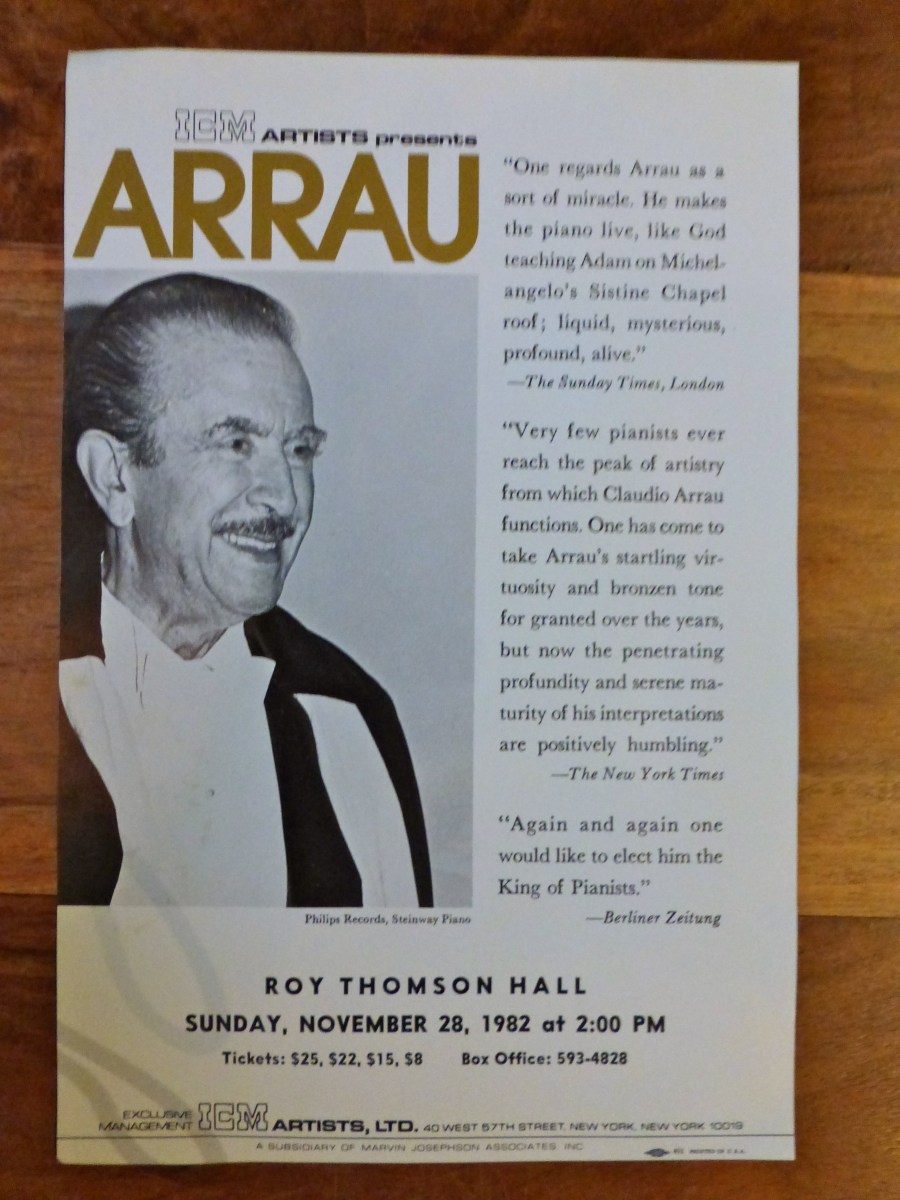 ICM ARTISTS presents
ARRAU
“One regards Arrau as a
sort of miracle. He makes
the piano live, like God
teaching Adam on Michel-
angelo’s Sistine Chapel
roof; liquid, mysterious,
profound, alive.”
—The Sunday Times, London
“Very few pianists ever
reach the peak of artistry
from which Claudio Arrau
functions. One has come to
take Arrau’s startling vir-
tuosity and bronzen tone
for granted over the years,
but now the penetrating
profundity and serene ma-
turity of his interpretations
are positively humbling.”
—The New York Times
“Again and again one
would like to elect him the
King of Pianists.”
—Berliner Zeitung
Philips Records, Steinway Piano
ROY THOMSON HALL
SUNDAY, NOVEMBER 28, 1982 at 2:00 PM
Tickets: $25, $22, $15, $8 Box Office: 593-4828
EXCLUSIVE
MANAGEMENT ICM ARTISTS, LTD. 40 WEST 57TH STREET, NEW YORK, NEW YORK 10019
A SUBSIDIARY OF MARVIN JOSEPHSON ASSOCIATES, INC.
PRINTED IN U.S.A.